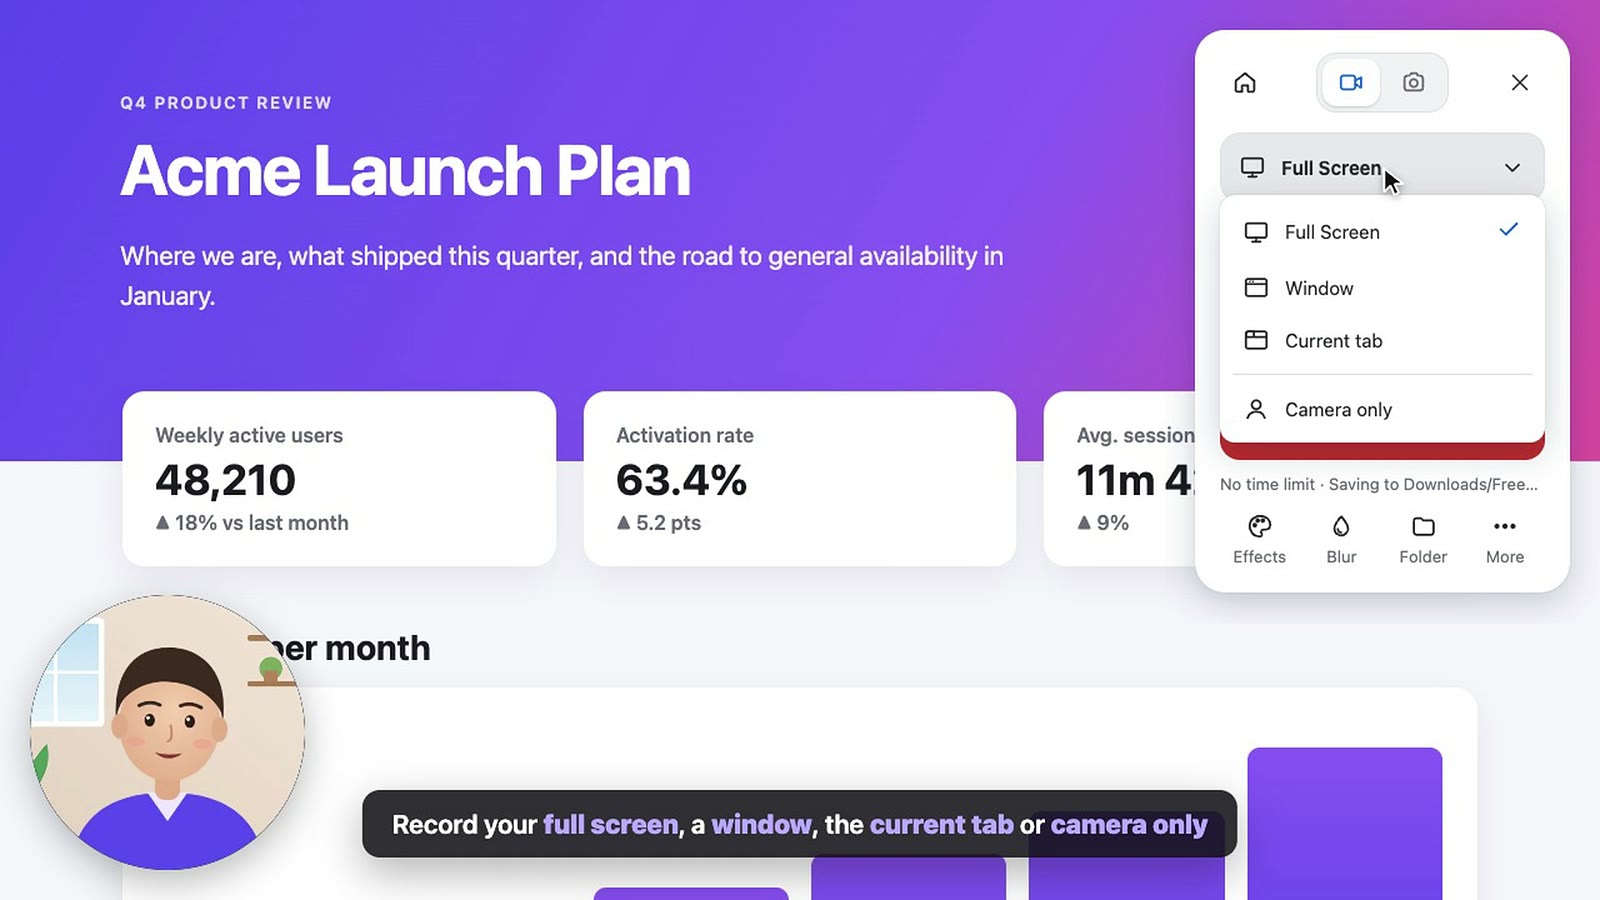 Q4 PRODUCT REVIEW
Acme Launch Plan
Where we are, what shipped this quarter, and the road to general availability in
January.
Weekly active users
48,210
▲ 18% vs last month
Activation rate
63.4%
▲ 5.2 pts
Avg. session
11m 4
▲ 9%
per month
Full Screen
Full Screen
Window
Current tab
Camera only
No time limit · Saving to Downloads/Free...
Effects
Blur
Folder
More
Record your full screen, a window, the current tab or camera only